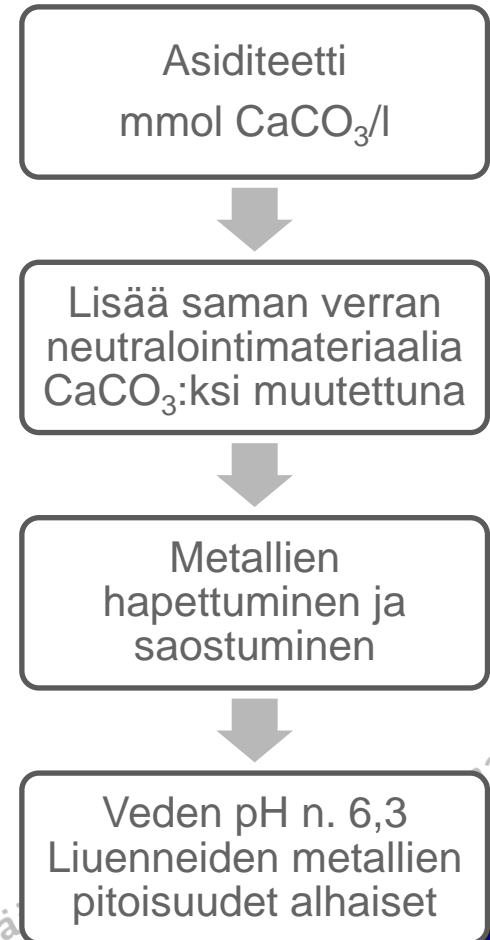 Asiditeetti
mmol CaCO₃/l
Lisää saman verran
neutralointimateriaalia
CaCO₃:ksi muutettuna
Metallien
hapettuminen ja
saostuminen
Veden pH n. 6,3
Liuenneiden metallien
pitoisuudet alhaiset